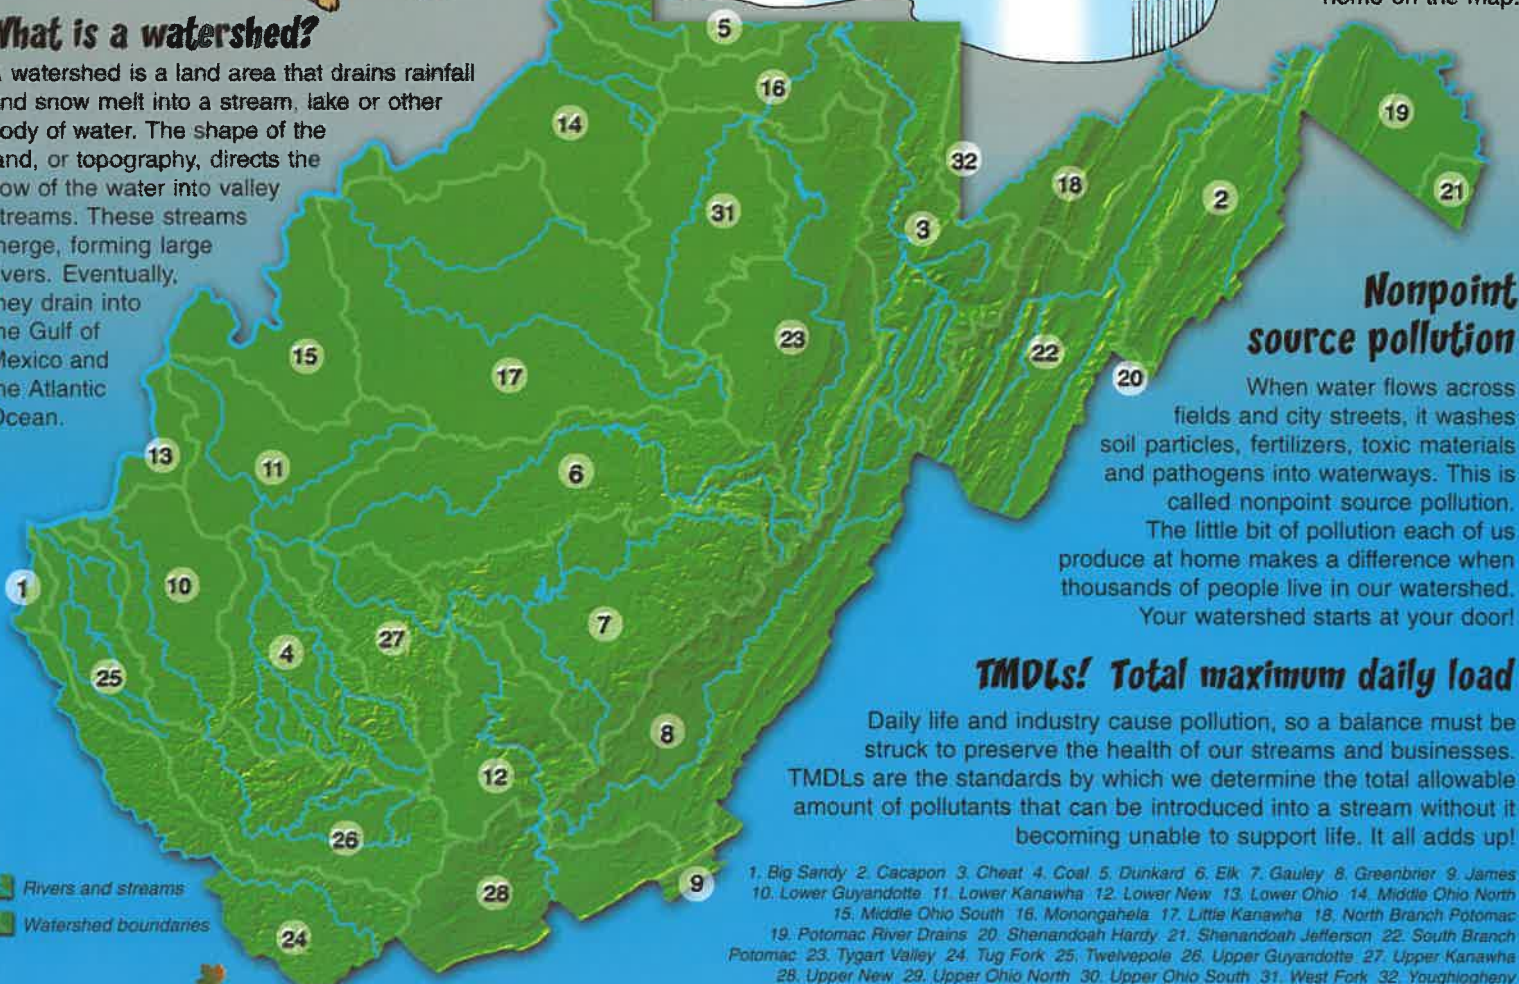 home on the map.
What is a watershed?
watershed is a land area that drains rainfall
nd snow melt into a stream, lake or other
ody of water. The shape of the
and, or topography, directs the
ow of the water into valley
treams. These streams
merge, forming large
vers. Eventually,
hey drain into
he Gulf of
Mexico and
he Atlantic
Ocean.
5
16
14
19
32
18
21
2
31
3
23
22
15
17
20
13
11
6
1
10
7
27
4
25
8
12
26
9
28
24
Nonpoint
source pollution
When water flows across
fields and city streets, it washes
soil particles, fertilizers, toxic materials
and pathogens into waterways. This is
called nonpoint source pollution.
The little bit of pollution each of us
produce at home makes a difference when
thousands of people live in our watershed.
Your watershed starts at your door!
TMDLs! Total maximum daily load
Daily life and industry cause pollution, so a balance must be
struck to preserve the health of our streams and businesses.
TMDLs are the standards by which we determine the total allowable
amount of pollutants that can be introduced into a stream without it
becoming unable to support life. It all adds up!
Rivers and streams
Watershed boundaries
1. Big Sandy 2. Cacapon 3. Cheat 4. Coal 5. Dunkard 6. Elk 7. Gauley 8. Greenbrier 9. James
10. Lower Guyandotte 11. Lower Kanawha 12. Lower New 13. Lower Ohio 14. Middle Ohio North
15. Middle Ohio South 16. Monongahela 17. Little Kanawha 18. North Branch Potomac
19. Potomac River Drains 20. Shenandoah Hardy 21. Shenandoah Jefferson 22. South Branch
Potomac 23. Tygart Valley 24. Tug Fork 25. Twelvepole 26. Upper Guyandotte 27. Upper Kanawha
28. Upper New 29. Upper Ohio North 30. Upper Ohio South 31. West Fork 32. Youghiogheny